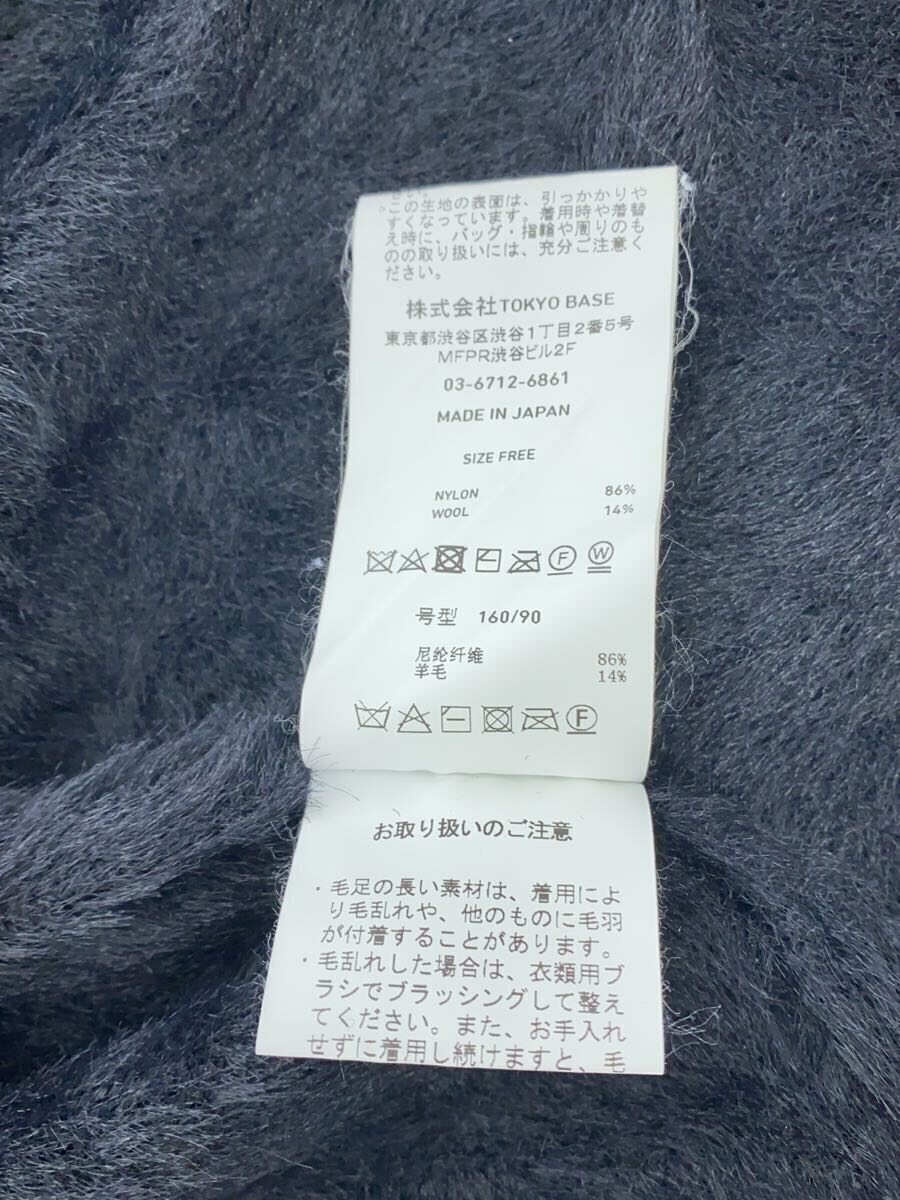 この生地の表面は、引っかかりや
すくなっています。着用時や着替
え時に、バッグ・指輪や周りのも
のの取り扱いには、充分ご注意く
ださい。
株式会社TOKYO BASE
東京都渋谷区渋谷1丁目2番5号
MFPR渋谷ビル2F
03-6712-6861
MADE IN JAPAN
SIZE FREE
NYLON 86%
WOOL 14%
F W
号型 160/90
尼纶纤维 86%
羊毛 14%
F
お取り扱いのご注意
・毛足の長い素材は、着用によ
り毛乱れや、他のものに毛羽
が付着することがあります。
・毛乱れした場合は、衣類用ブ
ラシでブラッシングして整え
てください。また、お手入れ
せずに着用し続けますと、毛